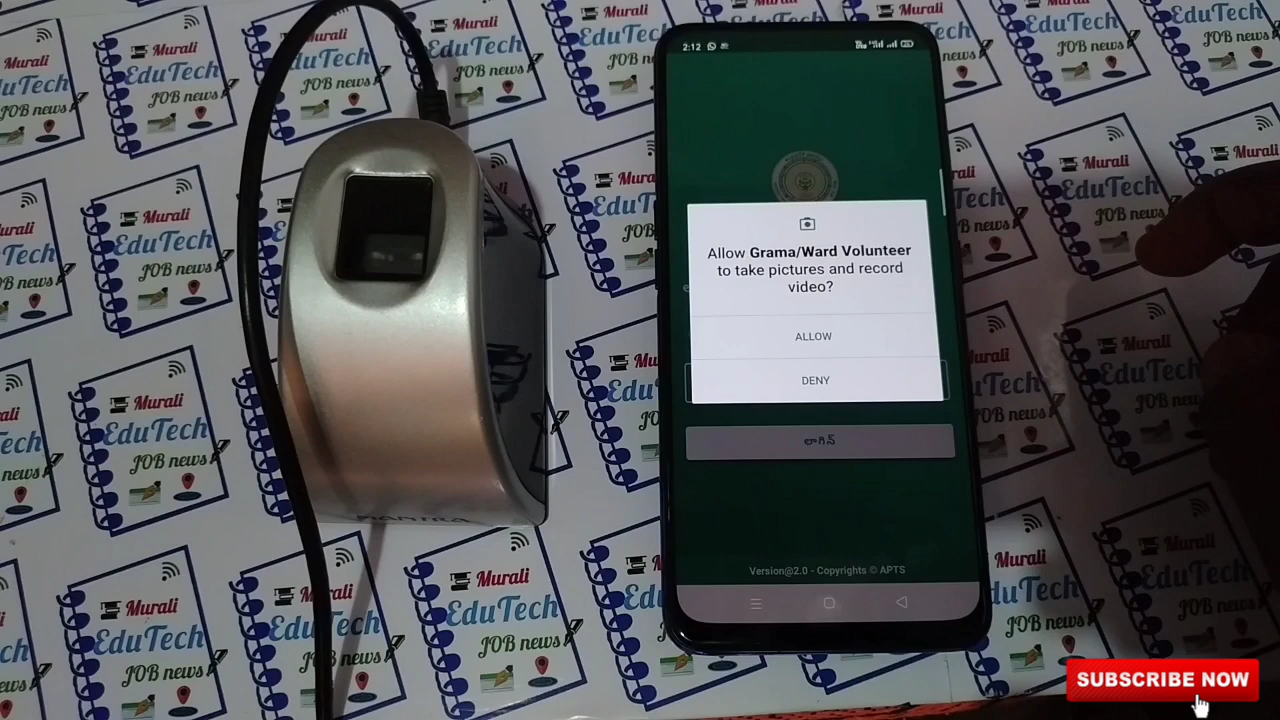 Murali
EduTech
JOB news
2:12
Allow Grama/Ward Volunteer
to take pictures and record
video?
ALLOW
DENY
లాగిన్
Version@2.0 - Copyrights © APTS
MANTRA
SUBSCRIBE NOW